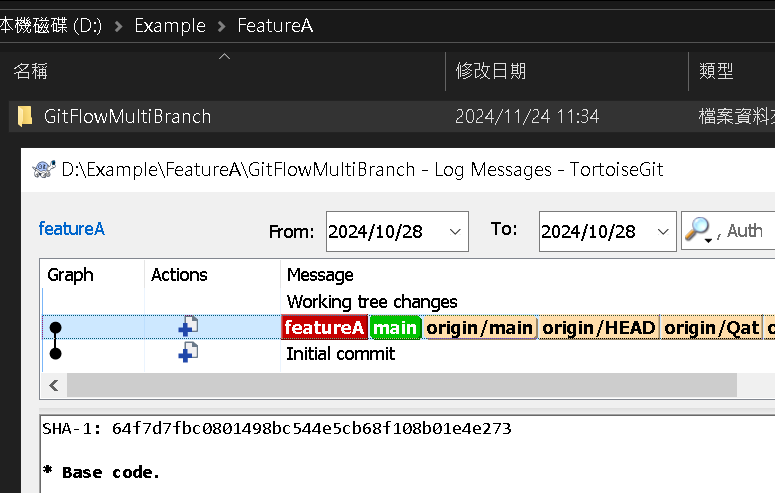 本機磁碟 (D:) > Example > FeatureA
名稱 修改日期 類型
GitFlowMultiBranch 2024/11/24 11:34 檔案資料
D:\Example\FeatureA\GitFlowMultiBranch - Log Messages - TortoiseGit
featureA From: 2024/10/28 To: 2024/10/28 , Auth
Graph Actions Message
Working tree changes
featureA main origin/main origin/HEAD origin/Qat
Initial commit
SHA-1: 64f7d7fbc0801498bc544e5cb68f108b01e4e273
* Base code.